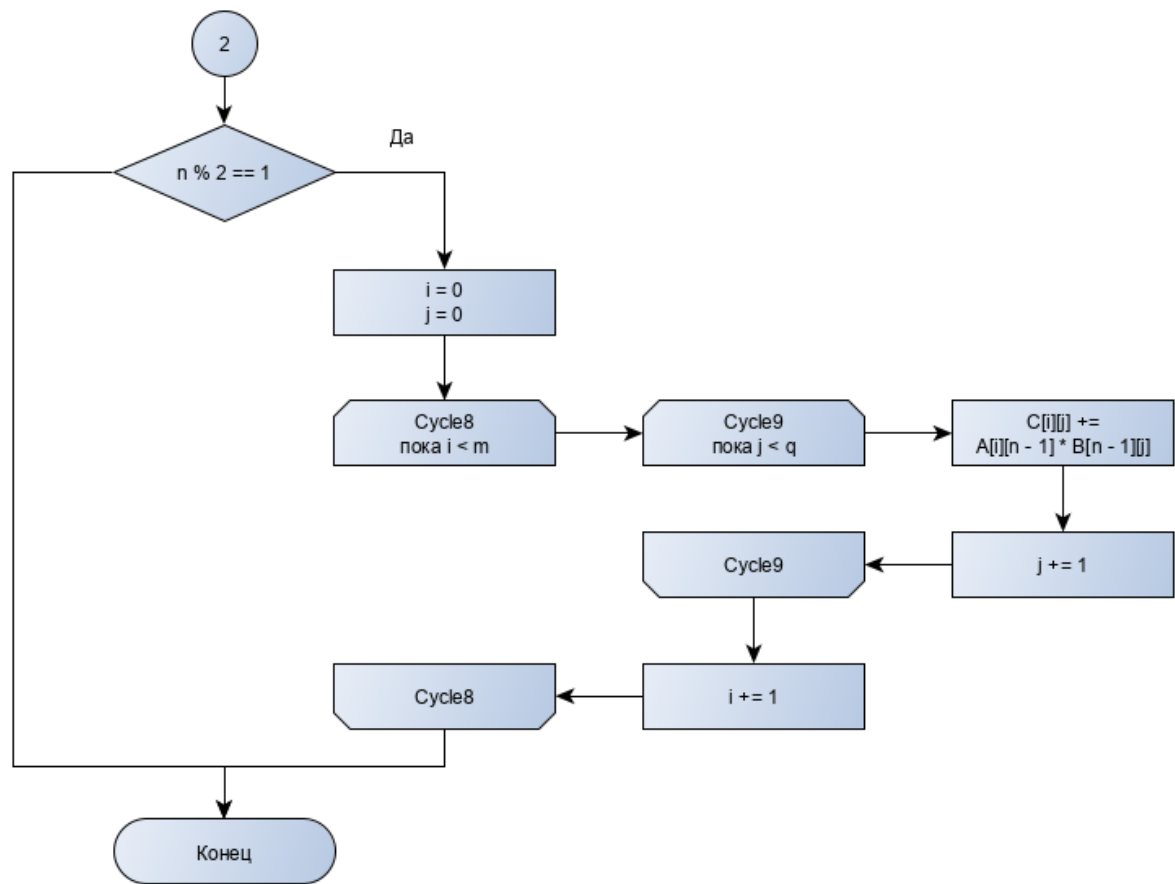 2
n % 2 == 1
Да
i = 0
j = 0
Cycle8
пока i < m
Cycle9
пока j < q
C[i][j] +=
A[i][n - 1] * B[n - 1][j]
Cycle9
j += 1
Cycle8
i += 1
Конец